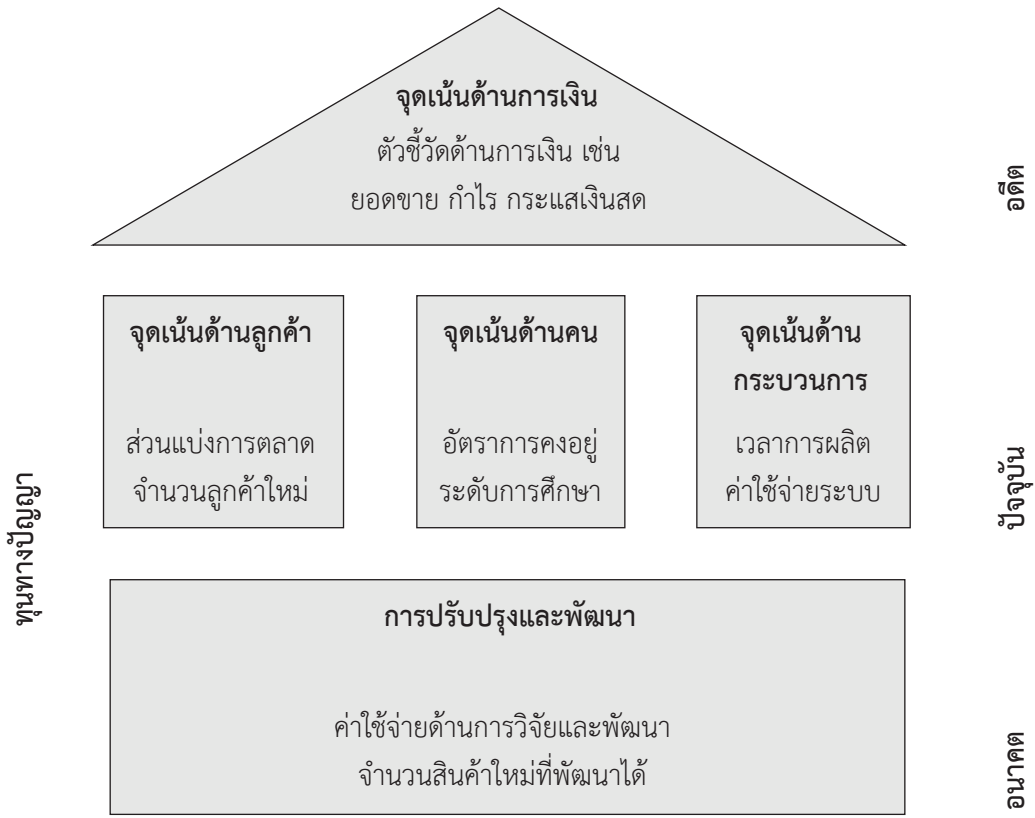 จุดเน้นด้านการเงิน
ตัวชี้วัดด้านการเงิน เช่น
ยอดขาย กำไร กระแสเงินสด
อดีต
จุดเน้นด้านลูกค้า
ส่วนแบ่งการตลาด
จำนวนลูกค้าใหม่
จุดเน้นด้านคน
อัตราการคงอยู่
ระดับการศึกษา
จุดเน้นด้าน
กระบวนการ
เวลาการผลิต
ค่าใช้จ่ายระบบ
ปัจจุบัน
ทุนทางปัญญา
การปรับปรุงและพัฒนา
ค่าใช้จ่ายด้านการวิจัยและพัฒนา
จำนวนสินค้าใหม่ที่พัฒนาได้
อนาคต